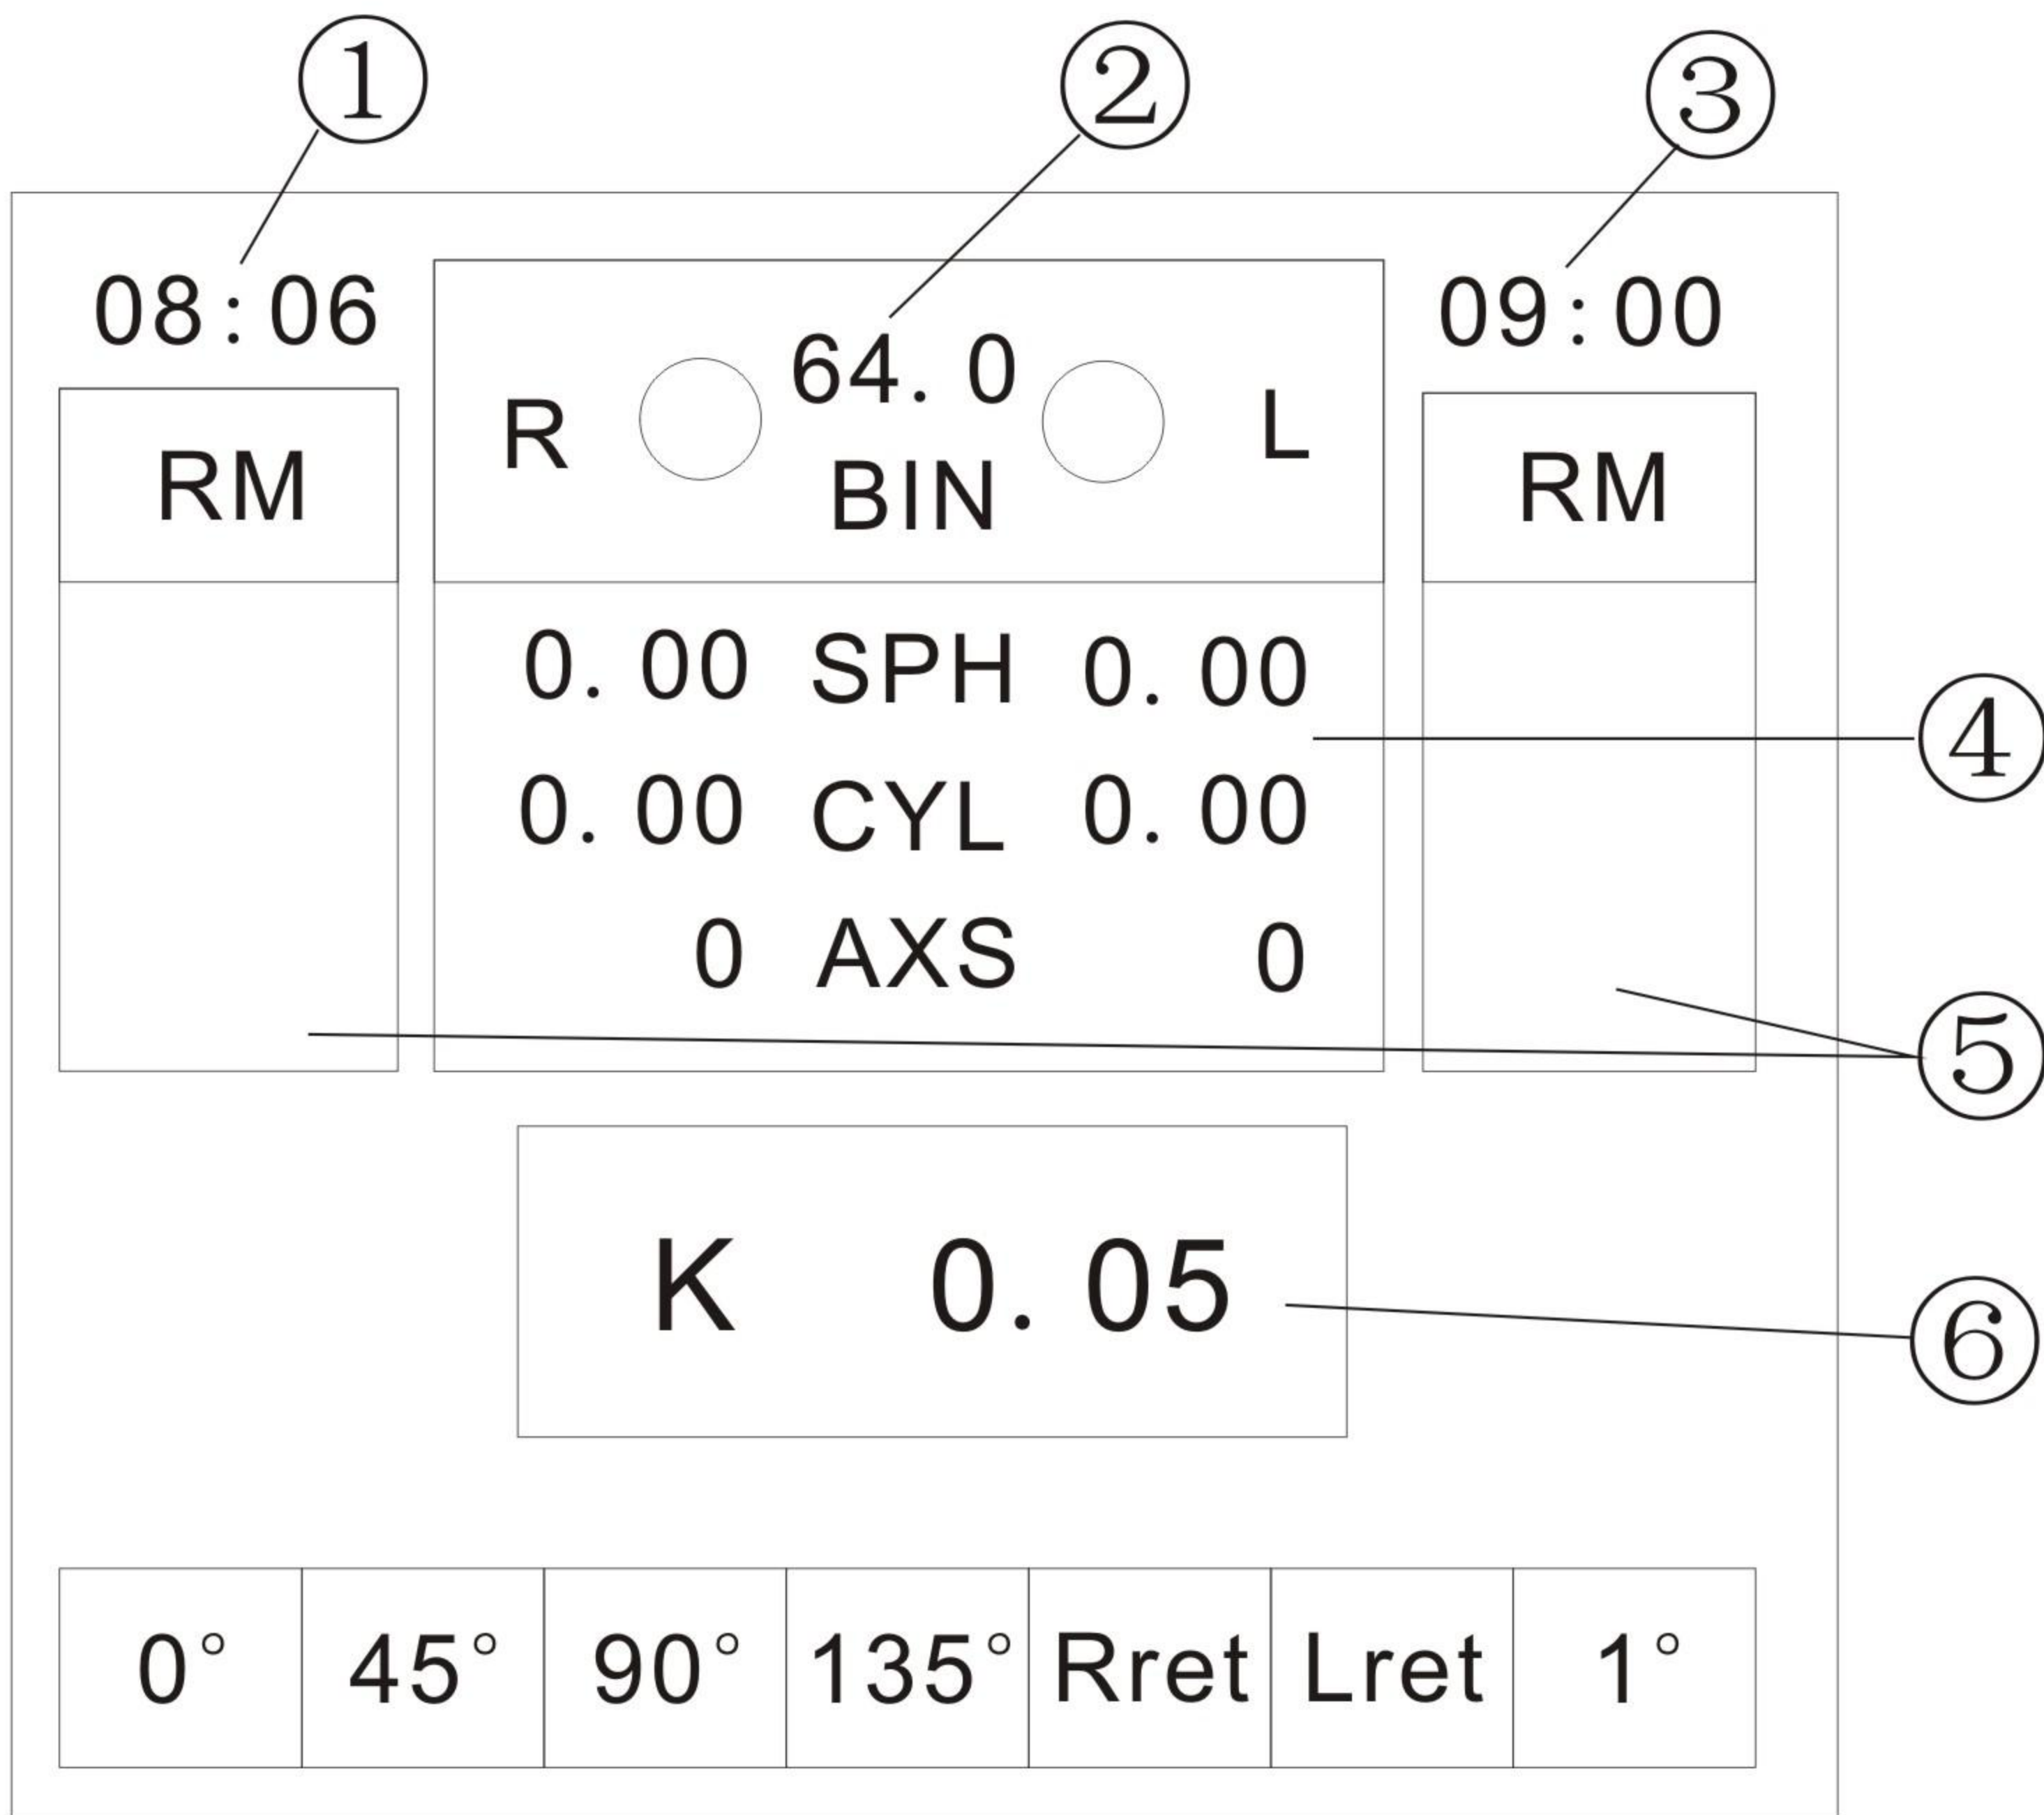 ① ② ③
08:06 64.0 09:00
RM R BIN L RM
0.00 SPH 0.00
④
0.00 CYL 0.00
0 AXS 0
⑤
K 0.05
⑥
0° 45° 90° 135° Rret Lret 1°